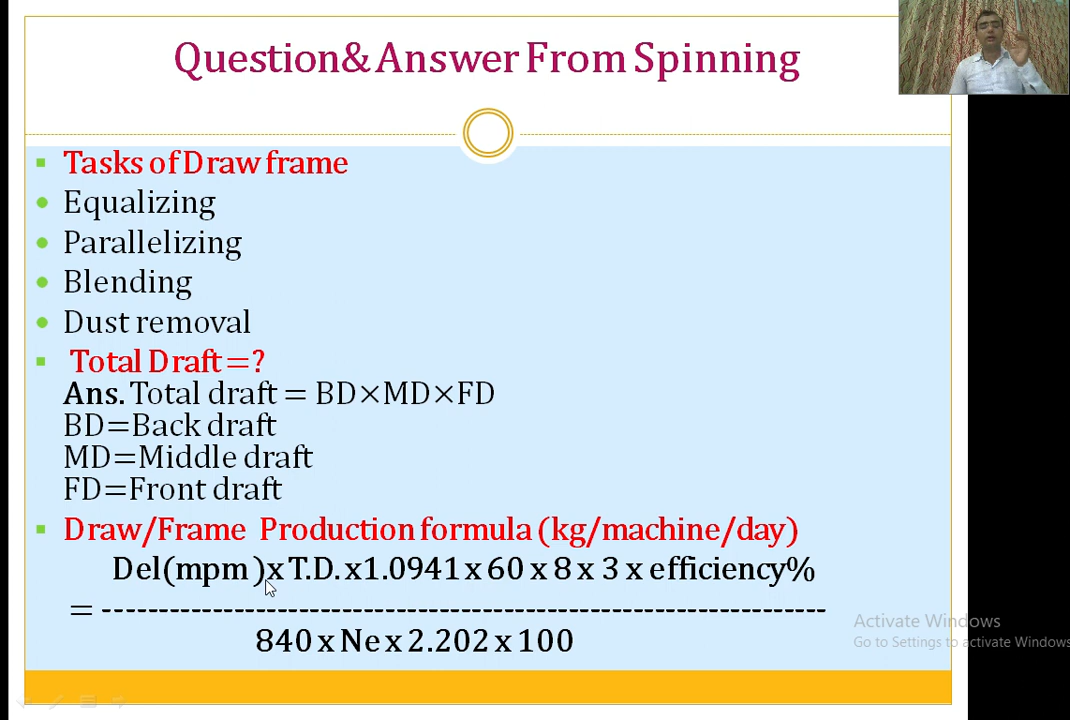 Question& Answer From Spinning
Tasks of Draw frame
Equalizing
Parallelizing
Blending
Dust removal
Total Draft =?
Ans. Total draft = BD×MD×FD
BD=Back draft
MD=Middle draft
FD=Front draft
Draw/Frame Production formula (kg/machine/day)
Del(mpm )x T.D. x1.0941 x 60 x 8 x 3 x efficiency%
= ----------------------------------------------------------------
840 x Ne x 2.202 x 100
Activate Windows
Go to Settings to activate Windows